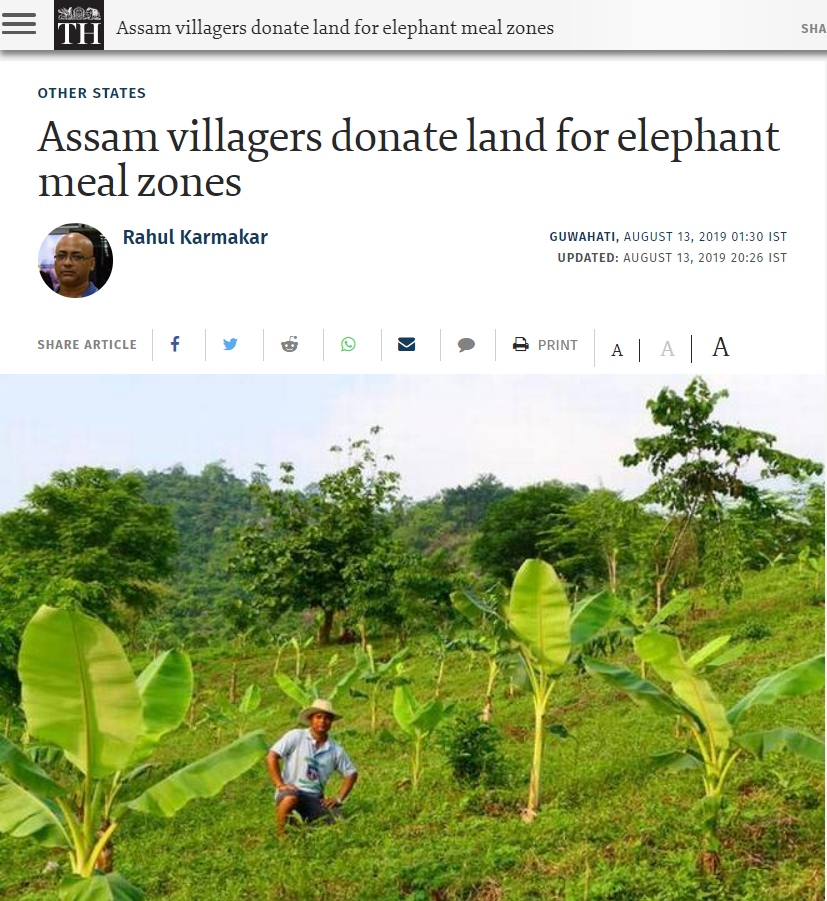 TH
Assam villagers donate land for elephant meal zones
SHA
OTHER STATES
Assam villagers donate land for elephant
meal zones
Rahul Karmakar
GUWAHATI, AUGUST 13, 2019 01:30 IST
UPDATED: AUGUST 13, 2019 20:26 IST
SHARE ARTICLE
PRINT
A
A
A